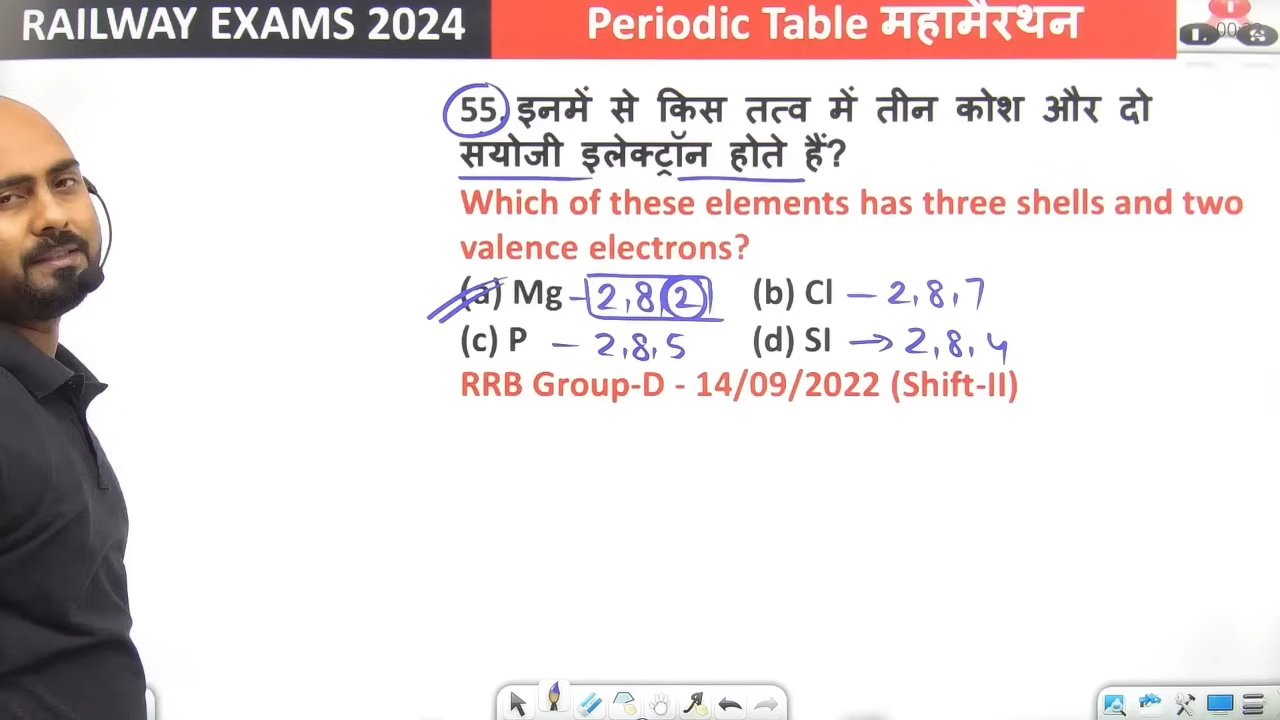 RAILWAY EXAMS 2024 Periodic Table महामैरथन
55. इनमें से किस तत्व में तीन कोश और दो
सयोजी इलेक्ट्रॉन होते हैं?
Which of these elements has three shells and two
valence electrons?
(a) Mg - 2,8,2 (b) Cl - 2,8,7
(c) P - 2,8,5 (d) SI → 2,8,4
RRB Group-D - 14/09/2022 (Shift-II)